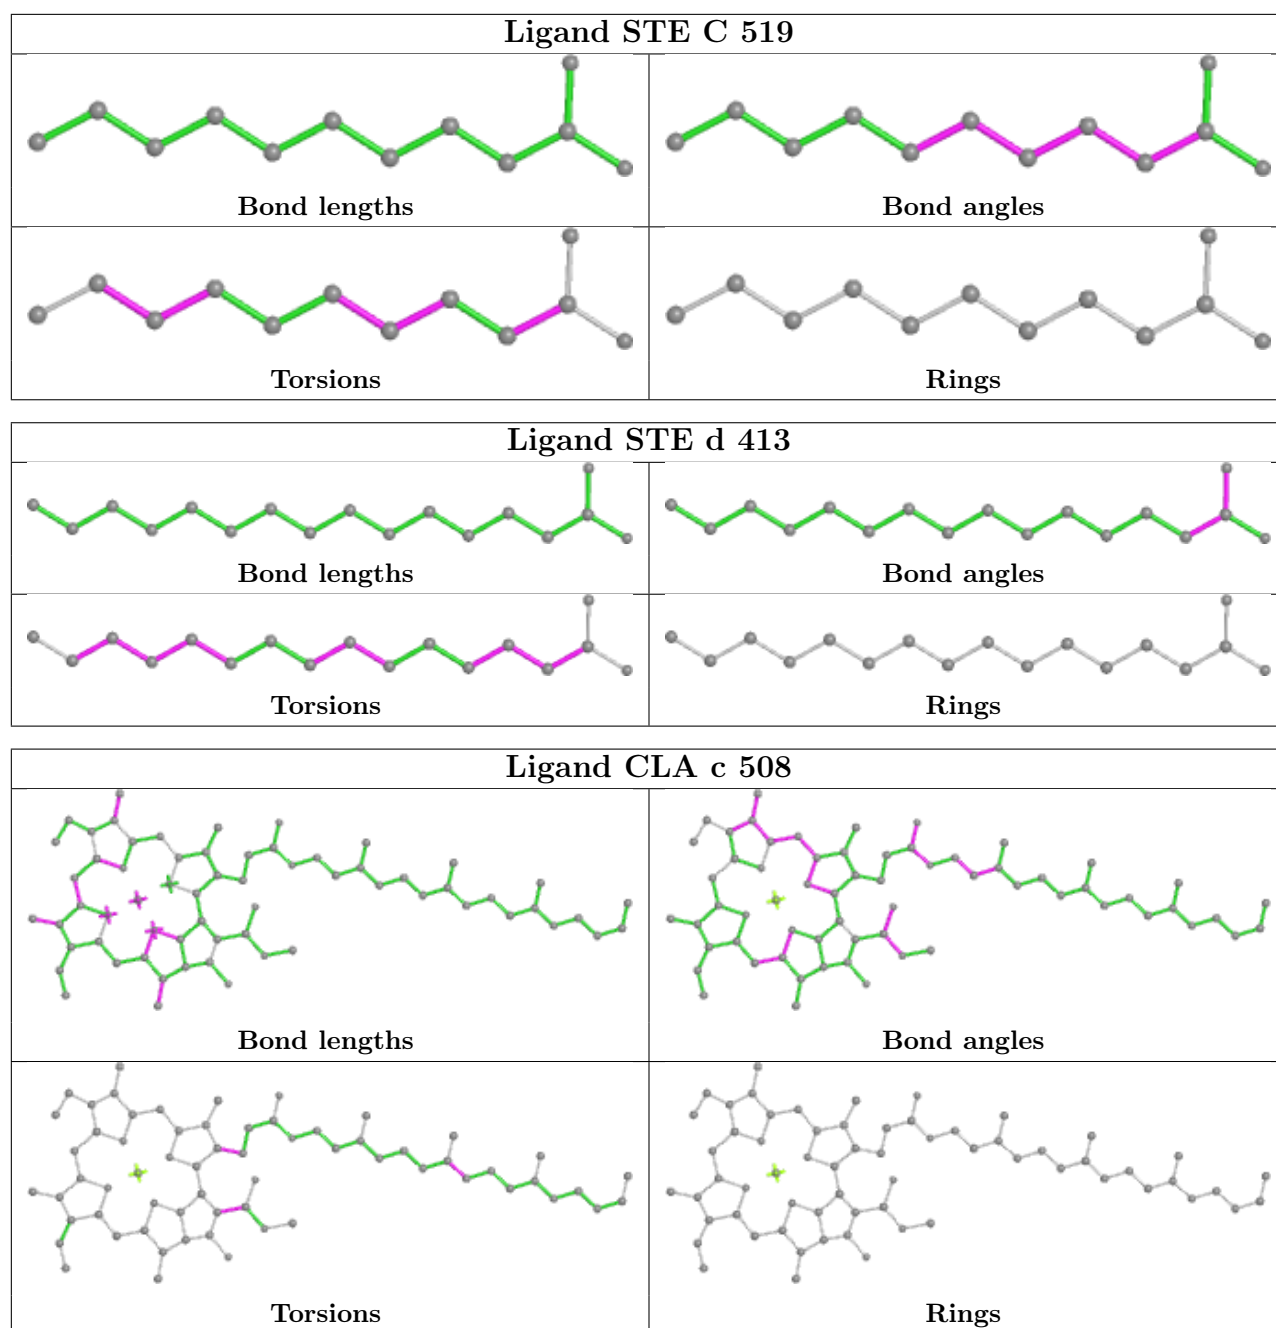 Ligand STE C 519
Bond lengths
Bond angles
Torsions
Rings
Ligand STE d 413
Bond lengths
Bond angles
Torsions
Rings
Ligand CLA c 508
Bond lengths
Bond angles
Torsions
Rings